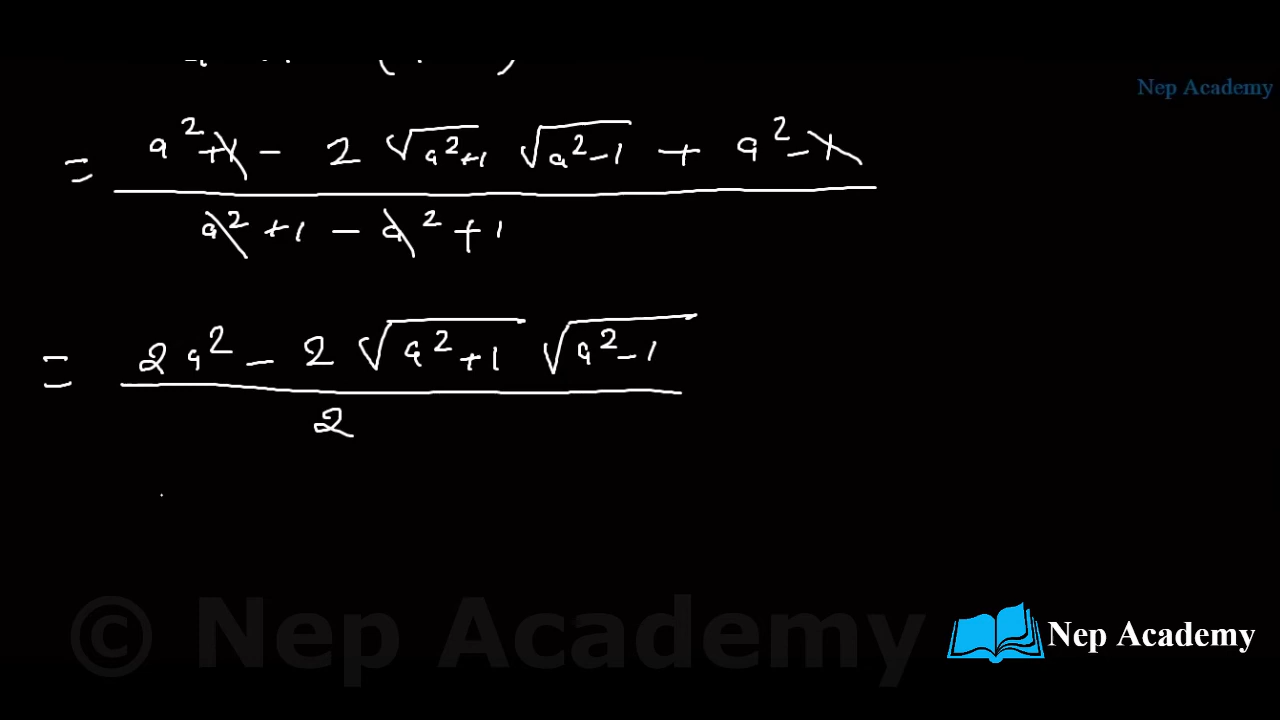 Nep Academy
= (a² + 1 - 2 √(a² + 1) √(a² - 1) + a² - 1) / (a² + 1 - a² + 1)
= (2a² - 2 √(a² + 1) √(a² - 1)) / 2
© Nep Academy
Nep Academy